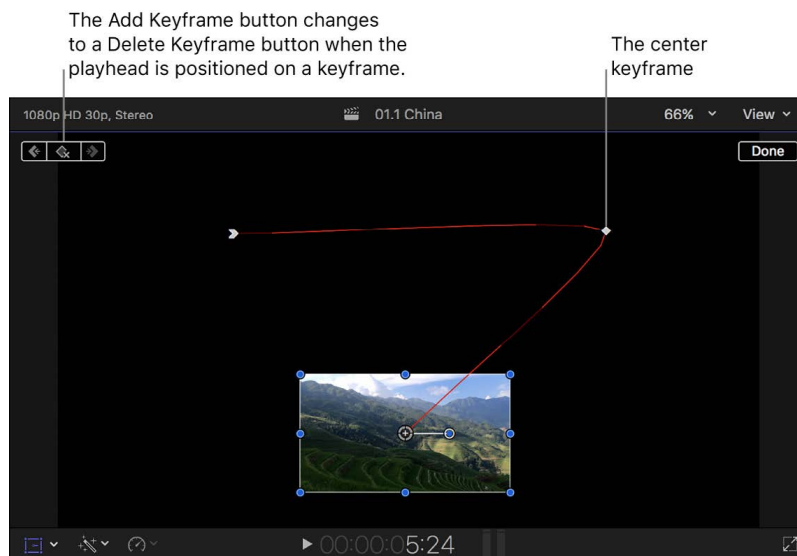 The Add Keyframe button changes
to a Delete Keyframe button when the
playhead is positioned on a keyframe.
The center
keyframe
1080p HD 30p, Stereo
01.1 China
66%
View
Done
00:00:05:24